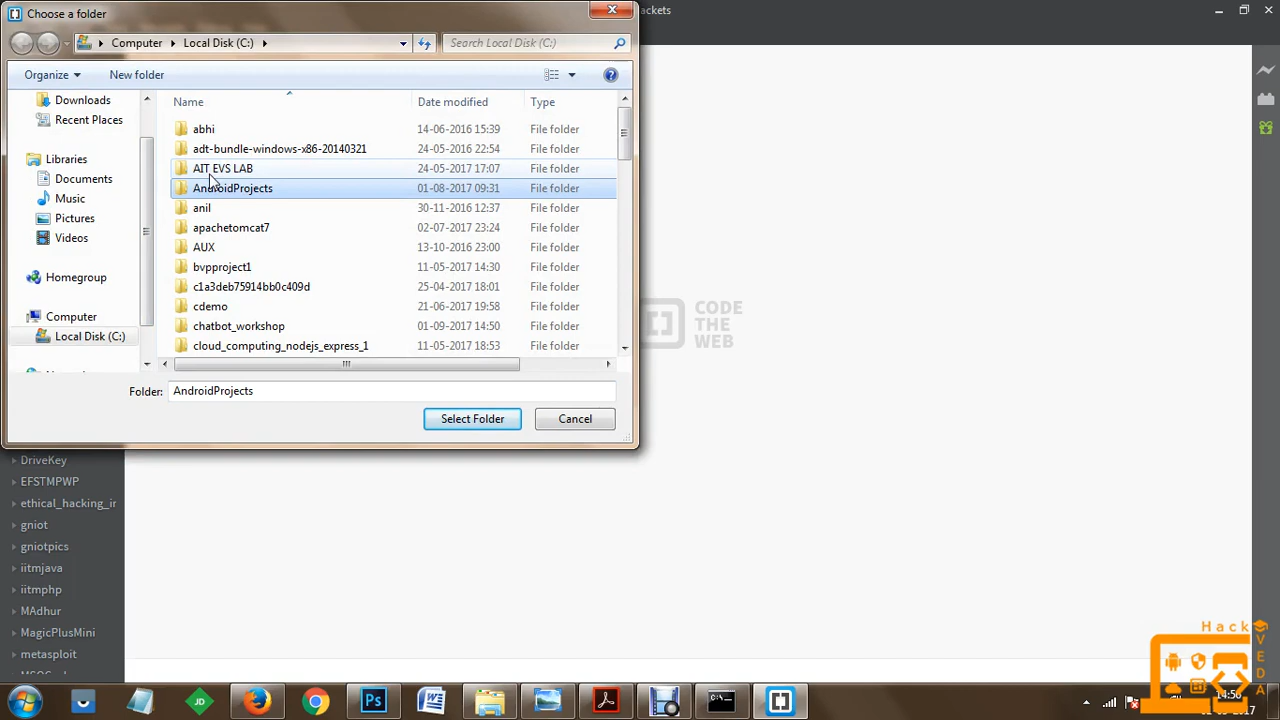 Choose a folder
ackets
Computer
Local Disk (C:)
Search Local Disk (C:)
Organize
New folder
Downloads
Recent Places
Libraries
Documents
Music
Pictures
Videos
Homegroup
Computer
Local Disk (C:)
Name Date modified Type
abhi 14-06-2016 15:39 File folder
adt-bundle-windows-x86-20140321 24-05-2016 22:54 File folder
AIT EVS LAB 24-05-2017 17:07 File folder
AndroidProjects 01-08-2017 09:31 File folder
anil 30-11-2016 12:37 File folder
apachetomcat7 02-07-2017 23:24 File folder
AUX 13-10-2016 23:00 File folder
bvpproject1 11-05-2017 14:30 File folder
c1a3deb75914bb0c409d 25-04-2017 18:01 File folder
cdemo 21-06-2017 19:58 File folder
chatbot_workshop 01-09-2017 14:50 File folder
cloud_computing_nodejs_express_1 11-05-2017 18:53 File folder
Folder: AndroidProjects
Select Folder
Cancel
CODE
THE
WEB
DriveKey
EFSTMPWP
ethical_hacking_ir
gniot
gniotpics
iitmjava
iitmphp
MAdhur
MagicPlusMini
metasploit
Hack
VEDA
JD
Ps
W